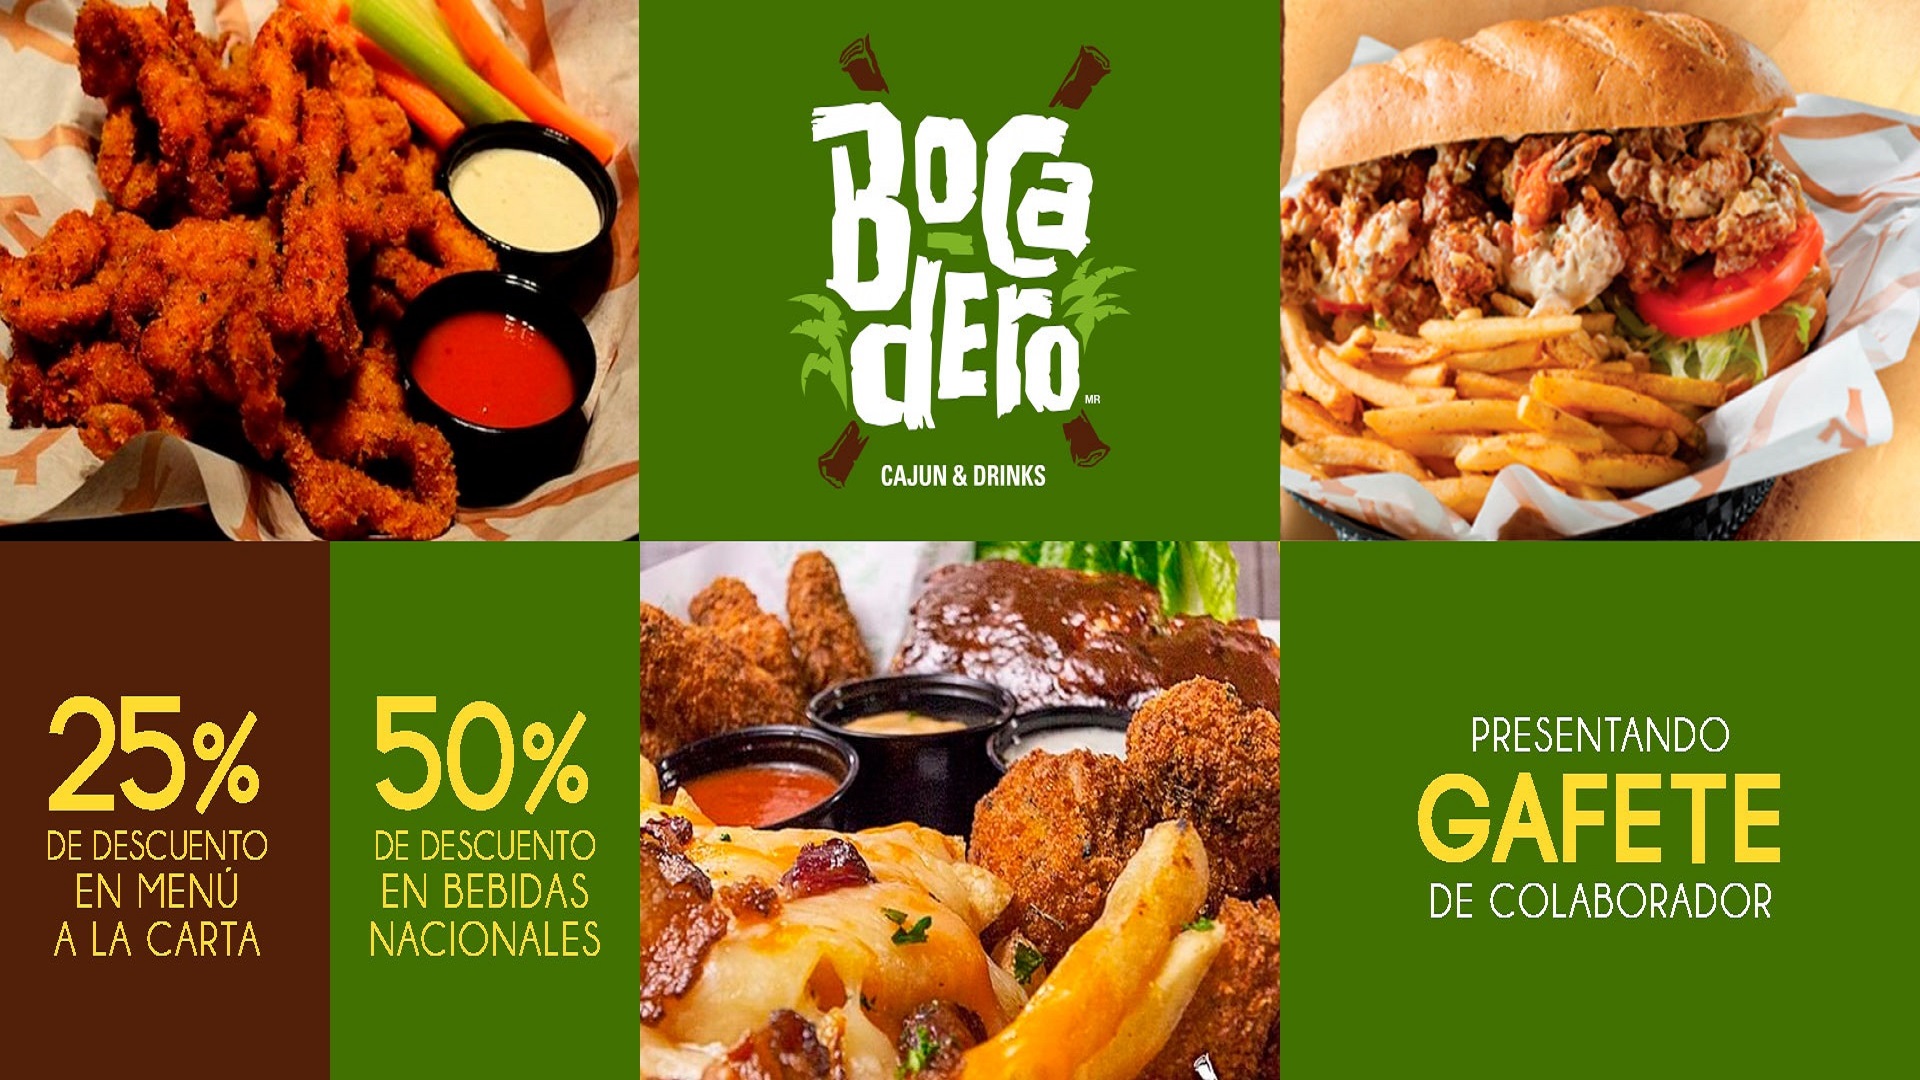 BOCA
dEro
MR
CAJUN & DRINKS
25%
DE DESCUENTO
EN MENÚ
A LA CARTA
50%
DE DESCUENTO
EN BEBIDAS
NACIONALES
PRESENTANDO
GAFETE
DE COLABORADOR